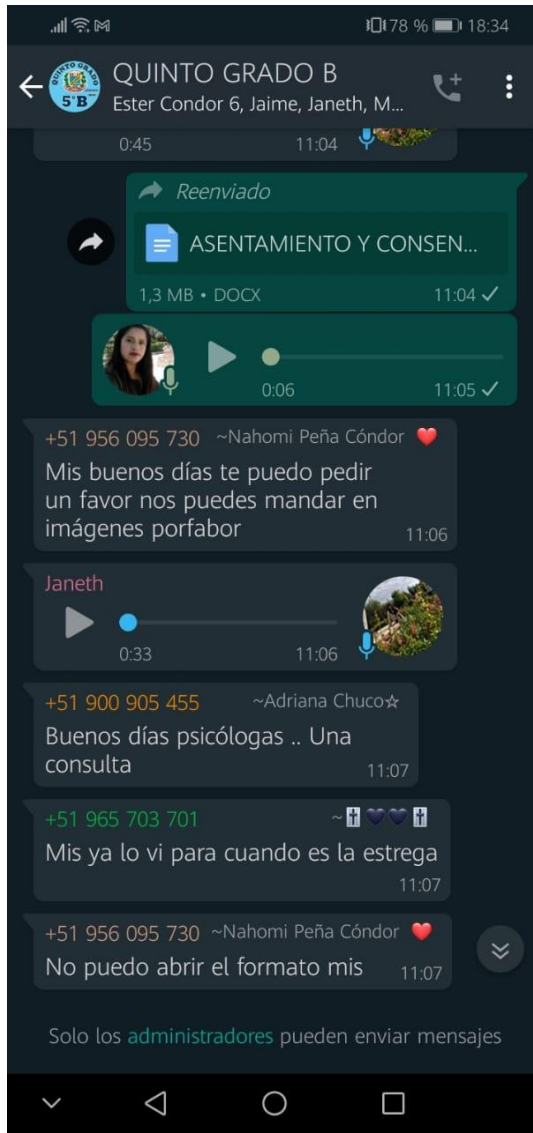 78 % 18:34
QUINTO GRADO B
QUINTO GRADO
5°B
Ester Condor 6, Jaime, Janeth, M...
0:45 11:04
Reenviado
ASENTAMIENTO Y CONSEN...
1,3 MB • DOCX 11:04
0:06 11:05
+51 956 095 730 ~Nahomi Peña Cóndor ❤️
Mis buenos días te puedo pedir
un favor nos puedes mandar en
imágenes porfabor
11:06
Janeth
0:33 11:06
+51 900 905 455 ~Adriana Chuco☆
Buenos días psicólogas .. Una
consulta
11:07
+51 965 703 701 ~🎚️🖤🖤🎚️
Mis ya lo vi para cuando es la estrega
11:07
+51 956 095 730 ~Nahomi Peña Cóndor ❤️
No puedo abrir el formato mis 11:07
Solo los administradores pueden enviar mensajes